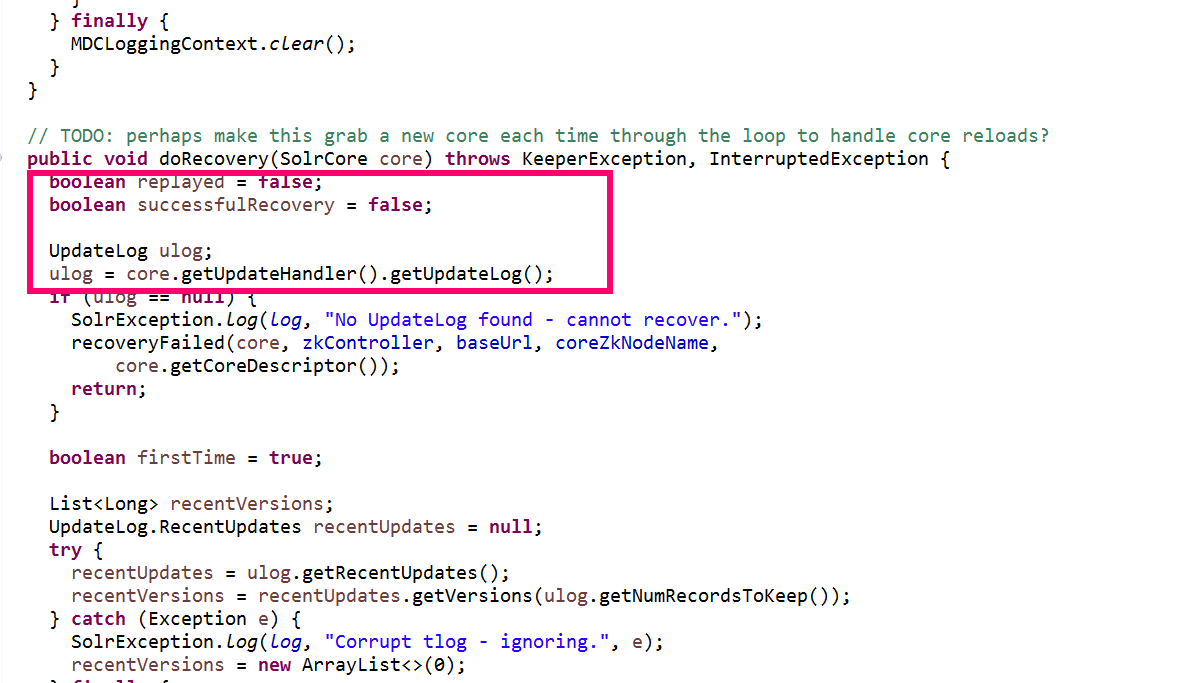 }
} finally {
MDCLoggingContext.clear();
}
}
// TODO: perhaps make this grab a new core each time through the loop to handle core reloads?
public void doRecovery(SolrCore core) throws KeeperException, InterruptedException {
boolean replayed = false;
boolean successfulRecovery = false;
UpdateLog ulog;
ulog = core.getUpdateHandler().getUpdateLog();
if (ulog == null) {
SolrException.log(log, "No UpdateLog found - cannot recover.");
recoveryFailed(core, zkController, baseUrl, coreZkNodeName,
core.getCoreDescriptor());
return;
}
boolean firstTime = true;
List<Long> recentVersions;
UpdateLog.RecentUpdates recentUpdates = null;
try {
recentUpdates = ulog.getRecentUpdates();
recentVersions = recentUpdates.getVersions(ulog.getNumRecordsToKeep());
} catch (Exception e) {
SolrException.log(log, "Corrupt tlog - ignoring.", e);
recentVersions = new ArrayList<>(0);
} finally {